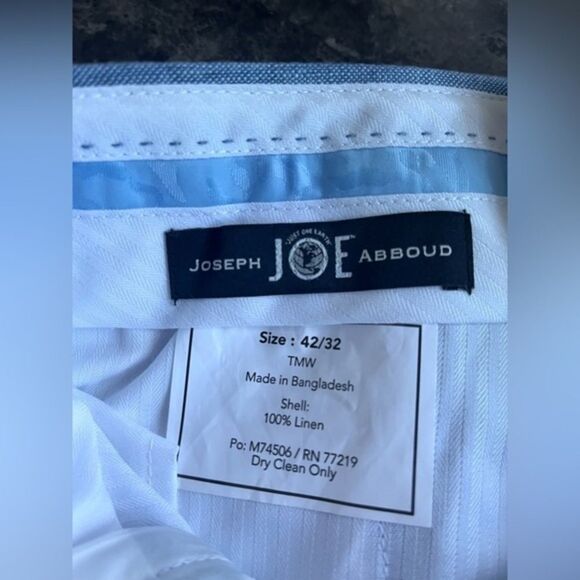 "JUST ONE EARTH"
JOSEPH JOE ABBOUD
Size : 42/32
TMW
Made in Bangladesh
Shell:
100% Linen
Po: M74506 / RN 77219
Dry Clean Only